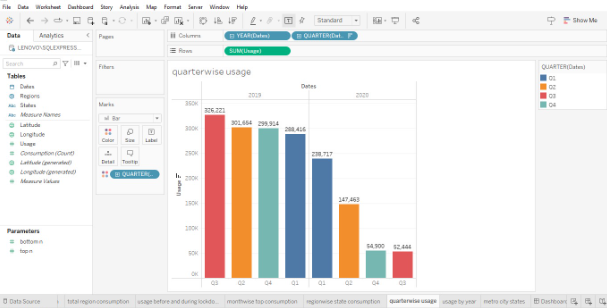 File Data Worksheet Dashboard Story Analysis Map Format Server Window Help
Standard
Show Me
Data Analytics
LENOVO\SQLEXPRESS...
Search
Tables
Dates
Regions
States
Measure Names
Latitude
Longitude
Usage
Consumption (Count)
Latitude (generated)
Longitude (generated)
Measure Values
Parameters
bottom n
top n
Pages
Filters
Marks
Bar
Color Size Label
Detail Tooltip
QUARTER(...
Columns YEAR(Dates) QUARTER(Dat..
Rows SUM(Usage)
quarterwise usage
Dates
2019 2020
Usage
350K
300K
250K
200K
150K
100K
50K
0K
326,221
301,684
299,914
288,416
239,717
147,463
52,444
Q3 Q2 Q4 Q1 Q1 Q2 Q4 Q3
QUARTER(Dates)
Q1
Q2
Q3
Q4
Data Source total region consumption usage before and during lockdo... monthwise top consumption regionwise state consumption quarterwise usage usage by year metro city states Dashboard